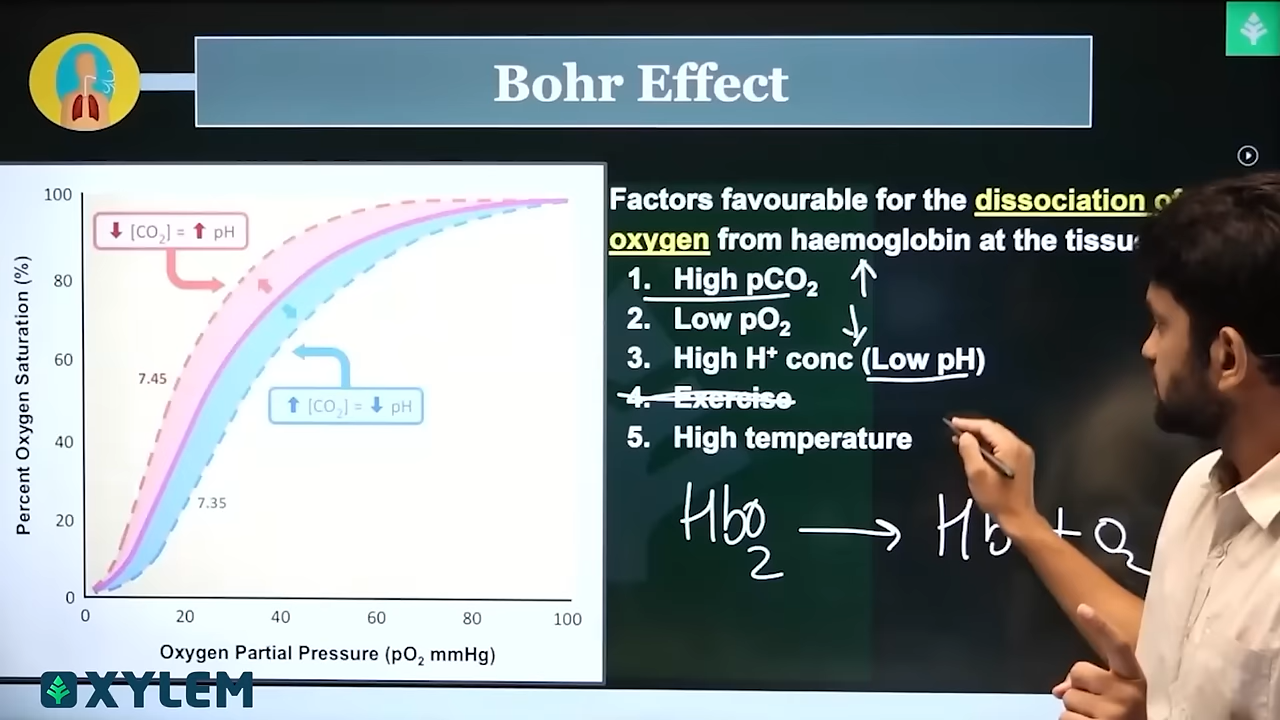 Bohr Effect
100
80
60
40
20
0
Percent Oxygen Saturation (%)
⬇ [CO₂] = ⬆ pH
7.45
⬆ [CO₂] = ⬇ pH
7.35
0 20 40 60 80 100
Oxygen Partial Pressure (pO₂ mmHg)
XYLEM
Factors favourable for the dissociation of
oxygen from haemoglobin at the
1. High pCO₂ ↑
2. Low pO₂ ↓
3. High H⁺ conc (Low pH)
4. Exercise
5. High temperature
HbO₂ → Hb + O₂